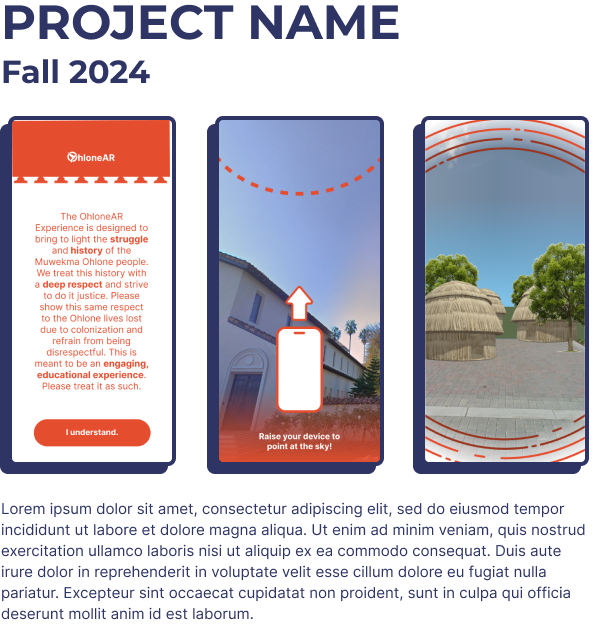 PROJECT NAME
Fall 2024
OhloneAR
The OhloneAR
Experience is designed to
bring to light the struggle
and history of the
Muwekma Ohlone people.
We treat this history with
a deep respect and strive
to do it justice. Please
show this same respect
to the Ohlone lives lost
due to colonization and
refrain from being
disrespectful. This is
meant to be an engaging,
educational experience.
Please treat it as such.
I understand.
Raise your device to
point at the sky!
Lorem ipsum dolor sit amet, consectetur adipiscing elit, sed do eiusmod tempor
incididunt ut labore et dolore magna aliqua. Ut enim ad minim veniam, quis nostrud
exercitation ullamco laboris nisi ut aliquip ex ea commodo consequat. Duis aute
irure dolor in reprehenderit in voluptate velit esse cillum dolore eu fugiat nulla
pariatur. Excepteur sint occaecat cupidatat non proident, sunt in culpa qui officia
deserunt mollit anim id est laborum.